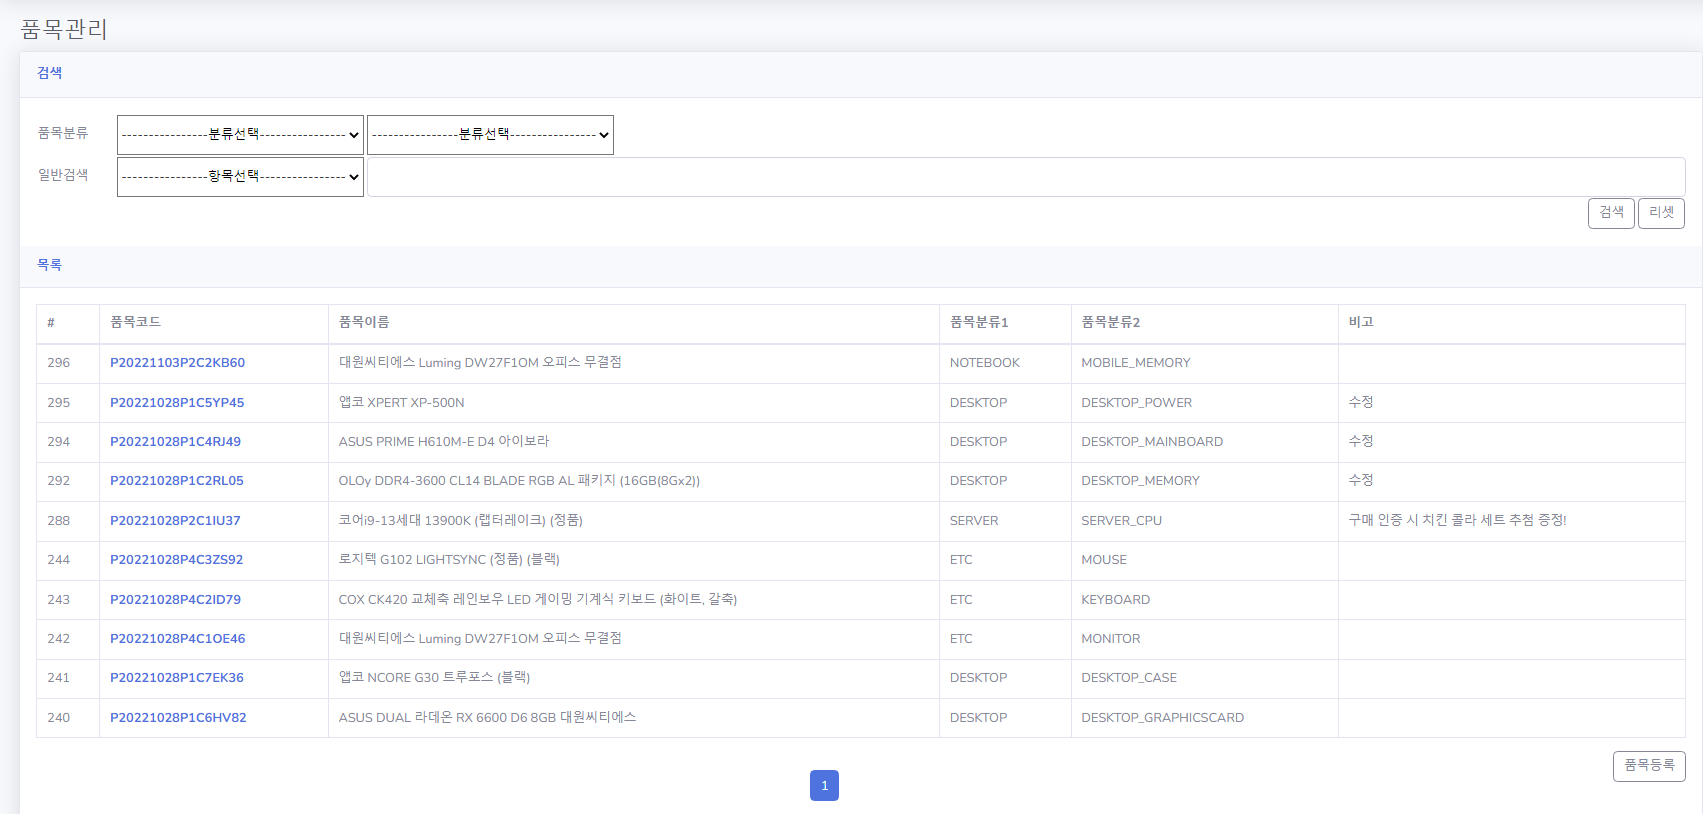 품목관리
검색
품목분류 ----------------분류선택---------------- ----------------분류선택----------------
일반검색 ----------------항목선택----------------
검색 리셋
목록
# 품목코드 품목이름 품목분류1 품목분류2 비고
296 P20221103P2C2KB60 대원씨티에스 Luming DW27F1OM 오피스 무결점 NOTEBOOK MOBILE_MEMORY
295 P20221028P1C5YP45 앱코 XPERT XP-500N DESKTOP DESKTOP_POWER 수정
294 P20221028P1C4RJ49 ASUS PRIME H610M-E D4 아이보라 DESKTOP DESKTOP_MAINBOARD 수정
292 P20221028P1C2RL05 OLOy DDR4-3600 CL14 BLADE RGB AL 패키지 (16GB(8Gx2)) DESKTOP DESKTOP_MEMORY 수정
288 P20221028P2C1IU37 코어i9-13세대 13900K (랩터레이크) (정품) SERVER SERVER_CPU 구매 인증 시 치킨 콜라 세트 추첨 증정!
244 P20221028P4C3ZS92 로지텍 G102 LIGHTSYNC (정품) (블랙) ETC MOUSE
243 P20221028P4C2ID79 COX CK420 교체축 레인보우 LED 게이밍 기계식 키보드 (화이트, 갈축) ETC KEYBOARD
242 P20221028P4C1OE46 대원씨티에스 Luming DW27F1OM 오피스 무결점 ETC MONITOR
241 P20221028P1C7EK36 앱코 NCORE G30 트루포스 (블랙) DESKTOP DESKTOP_CASE
240 P20221028P1C6HV82 ASUS DUAL 라데온 RX 6600 D6 8GB 대원씨티에스 DESKTOP DESKTOP_GRAPHICSCARD
품목등록
1